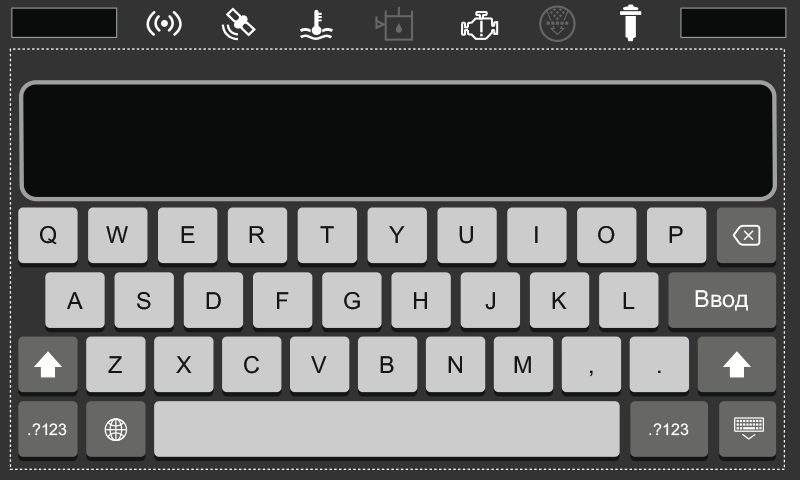 Q W E R T Y U I O P
A S D F G H J K L Ввод
Z X C V B N M , .
.?123 .?123